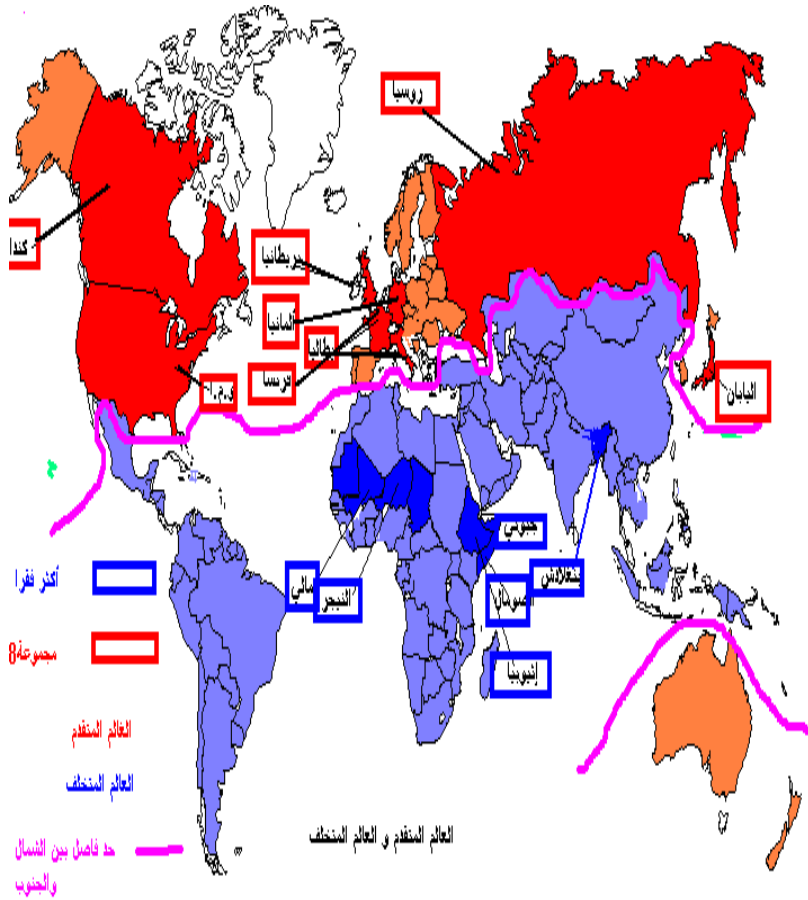 روسيا
كندا
بريطانيا
ألمانيا
إيطاليا
فرنسا
و.م.ا
اليابان
جيبوتي
بنغلادش
الصومال
مالي
النيجر
إثيوبيا
أكثر فقرا
مجموعة8
العالم المتقدم
العالم المتخلف
العالم المتقدم و العالم المتخلف
حد فاصل بين الشمال
والجنوب